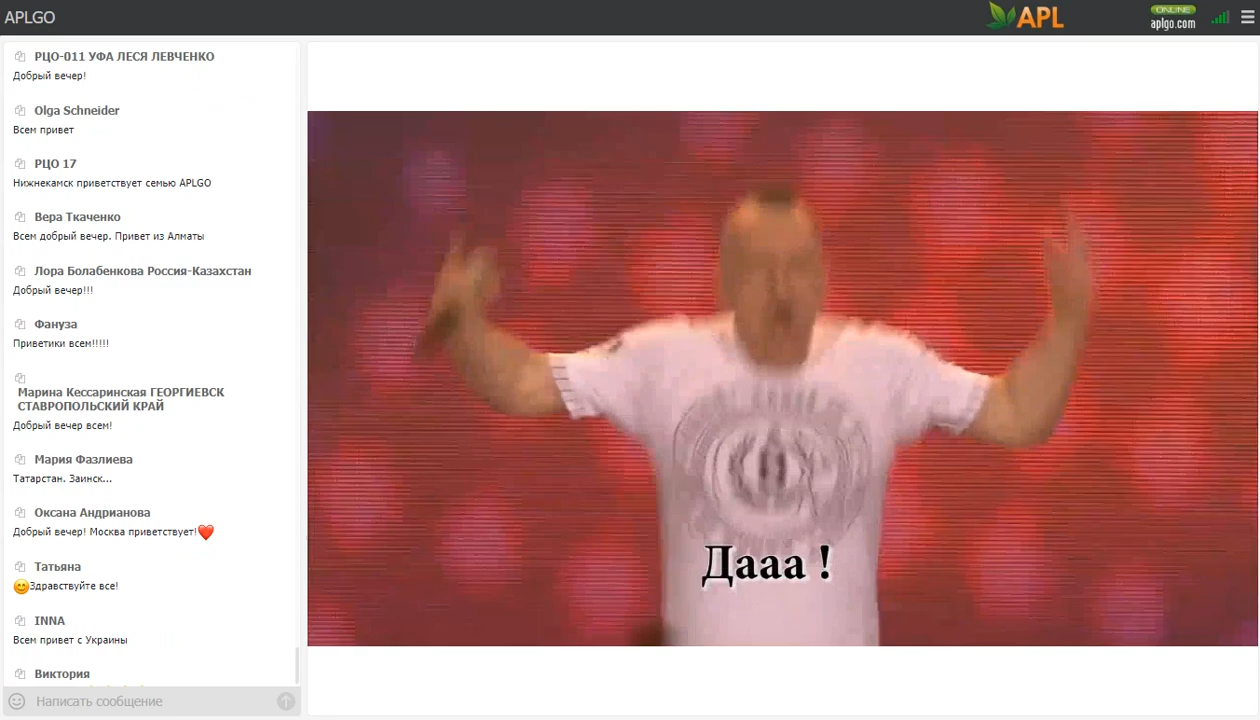 APLGO
APL
ONLINE
aplgo.com
РЦО-011 УФА ЛЕСЯ ЛЕВЧЕНКО
Добрый вечер!
Olga Schneider
Всем привет
РЦО 17
Нижнекамск приветствует семью APLGO
Вера Ткаченко
Всем добрый вечер. Привет из Алматы
Лора Болабенкова Россия-Казахстан
Добрый вечер!!!
Фануза
Приветики всем!!!!!
Марина Кессаринская ГЕОРГИЕВСК
СТАВРОПОЛЬСКИЙ КРАЙ
Добрый вечер всем!
Мария Фазлиева
Татарстан. Заинск...
Оксана Андрианова
Добрый вечер! Москва приветствует!❤️
Татьяна
😊Здравствуйте все!
INNA
Всем привет с Украины
Виктория
Написать сообщение
Дааа !